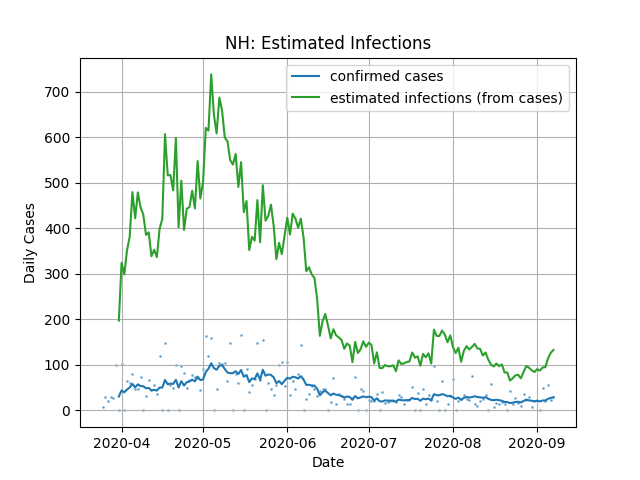 NH: Estimated Infections
confirmed cases
estimated infections (from cases)
Daily Cases
700
600
500
400
300
200
100
0
2020-04 2020-05 2020-06 2020-07 2020-08 2020-09
Date